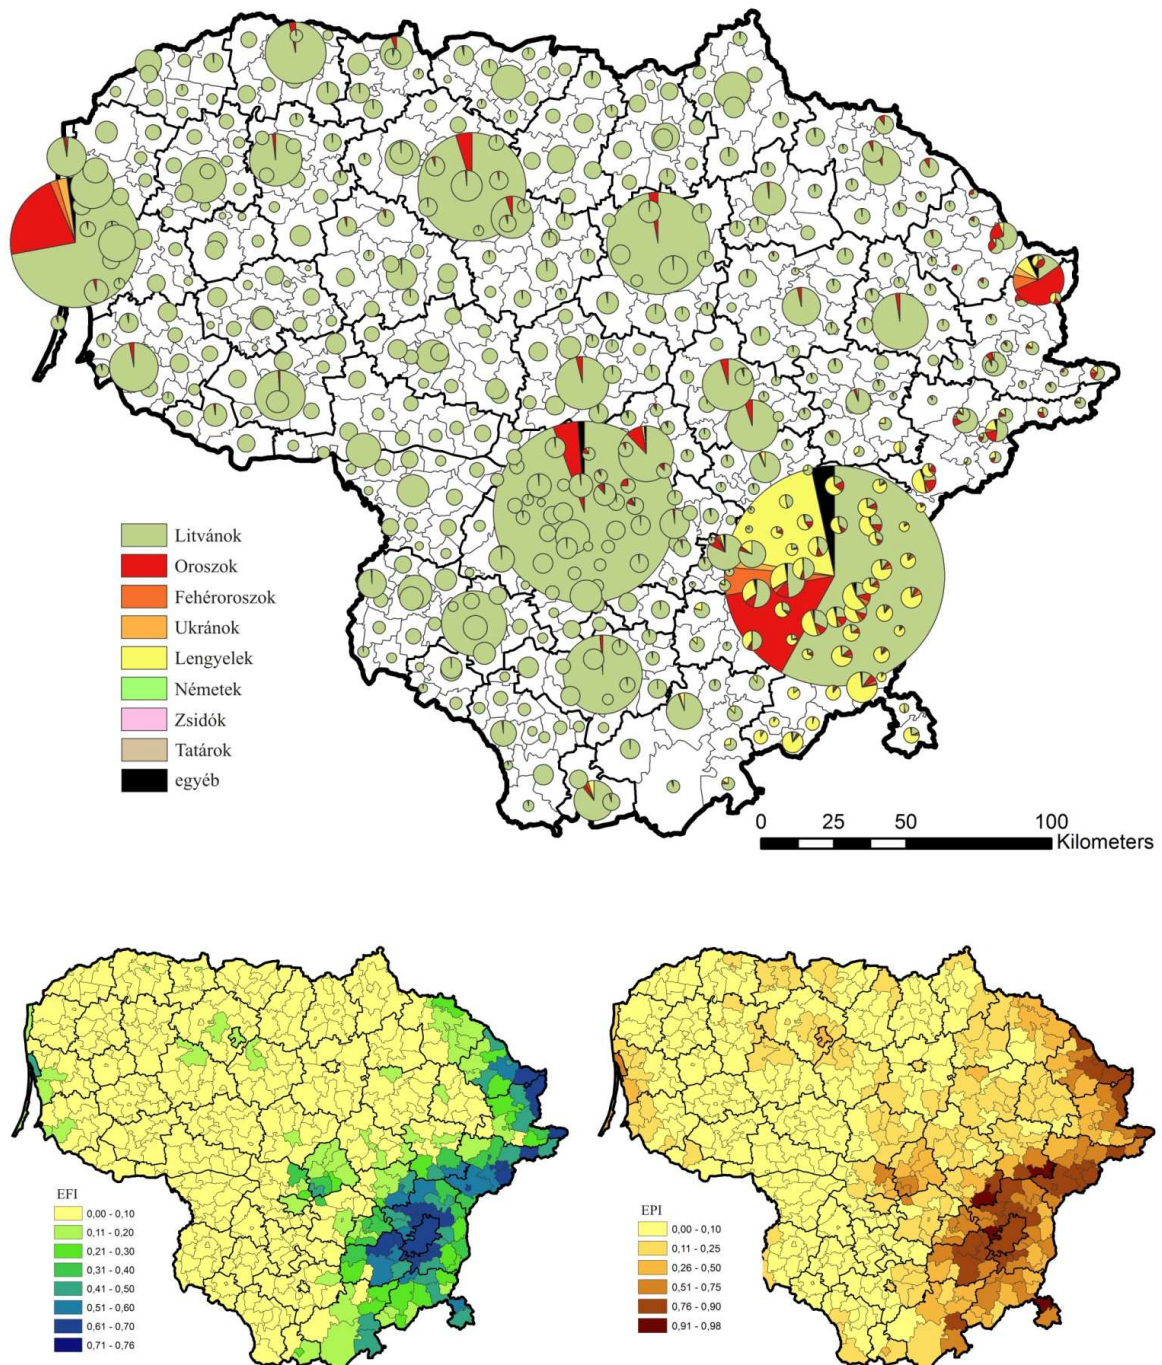 Litvánok
Oroszok
Fehéroroszok
Ukránok
Lengyelek
Németek
Zsidók
Tatárok
egyéb
0 25 50 100
Kilometers
EFI
0,00 - 0,10
0,11 - 0,20
0,21 - 0,30
0,31 - 0,40
0,41 - 0,50
0,51 - 0,60
0,61 - 0,70
0,71 - 0,76
EPI
0,00 - 0,10
0,11 - 0,25
0,26 - 0,50
0,51 - 0,75
0,76 - 0,90
0,91 - 0,98